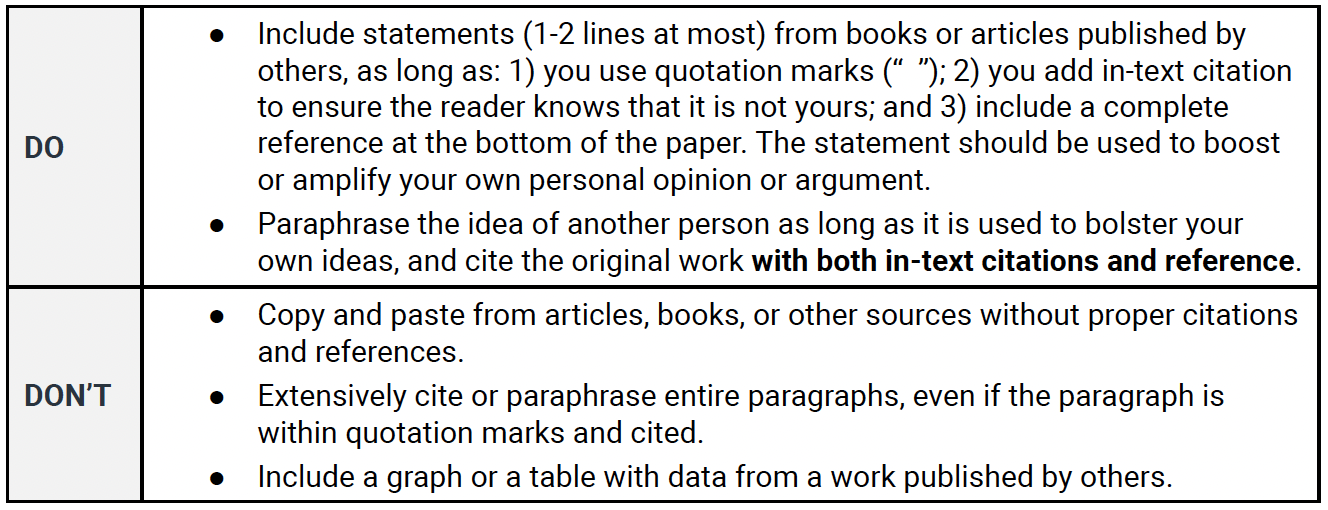 DO
● Include statements (1-2 lines at most) from books or articles published by
others, as long as: 1) you use quotation marks (“  ”); 2) you add in-text citation
to ensure the reader knows that it is not yours; and 3) include a complete
reference at the bottom of the paper. The statement should be used to boost
or amplify your own personal opinion or argument.
● Paraphrase the idea of another person as long as it is used to bolster your
own ideas, and cite the original work with both in-text citations and reference.
DON’T
● Copy and paste from articles, books, or other sources without proper citations
and references.
● Extensively cite or paraphrase entire paragraphs, even if the paragraph is
within quotation marks and cited.
● Include a graph or a table with data from a work published by others.